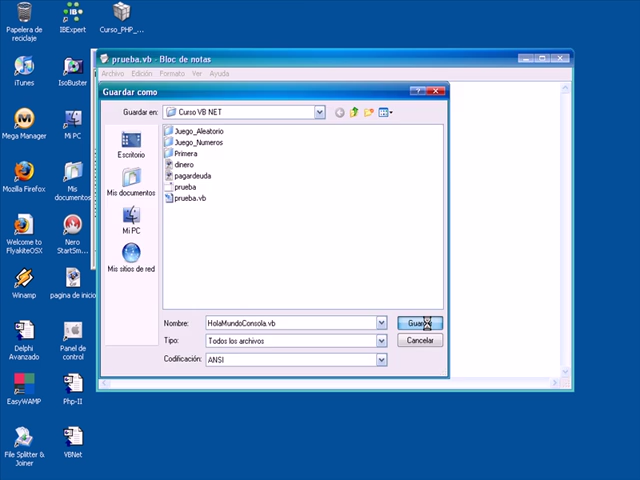 Papelera de
reciclaje
IBExpert
Curso_PHP_...
iTunes
IsoBuster
Mega Manager
Mi PC
Mozilla Firefox
Mis
documentos
Welcome to
FlyakiteOSX
Nero
StartSm...
Winamp
pagina de inicio
Delphi
Avanzado
Panel de
control
EasyWAMP
Php-II
File Splitter &
Joiner
VBNet
prueba.vb - Bloc de notas
Archivo Edición Formato Ver Ayuda
Guardar como
Guardar en:
Curso VB NET
Escritorio
Mis documentos
Mi PC
Mis sitios de red
Juego_Aleatorio
Juego_Numeros
Primera
dinero
pagardeuda
prueba
prueba.vb
Nombre:
HolaMundoConsola.vb
Tipo:
Todos los archivos
Codificación:
ANSI
Cancelar